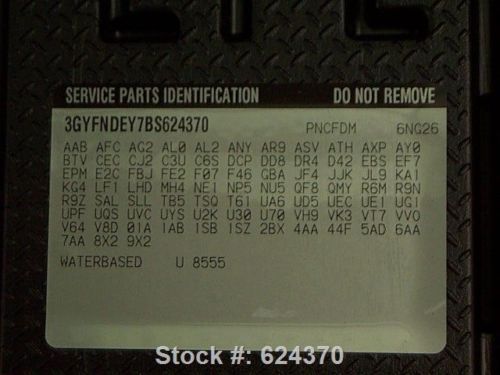 SERVICE PARTS IDENTIFICATION DO NOT REMOVE
3GYFNDEY7BS624370 PNCFDM 6NG26
AAB AFC AG2 AL0 AL2 ANY AR9 ASV ATH AXP AY0
BTV CEC CJ2 C3U C6S DCP DD8 DR4 D42 EBS EF7
EPM E2C FBJ FE2 F07 F46 GBA JF4 JJK JL9 KA1
KG4 LF1 LHD MH4 NE1 NP5 NU5 QF8 QMY R6M R9N
R9Z SAL SLL TB5 TSQ T61 UA6 UD5 UEC UE1 UG1
UPF UQS UVC UYS U2K U30 U70 VH9 VK3 VT7 VV0
V64 V8D 01A 1AB 1SB 1SZ 2BX 4AA 44F 5AD 6AA
7AA 8X2 9X2
WATERBASED U 8555
Stock #: 624370